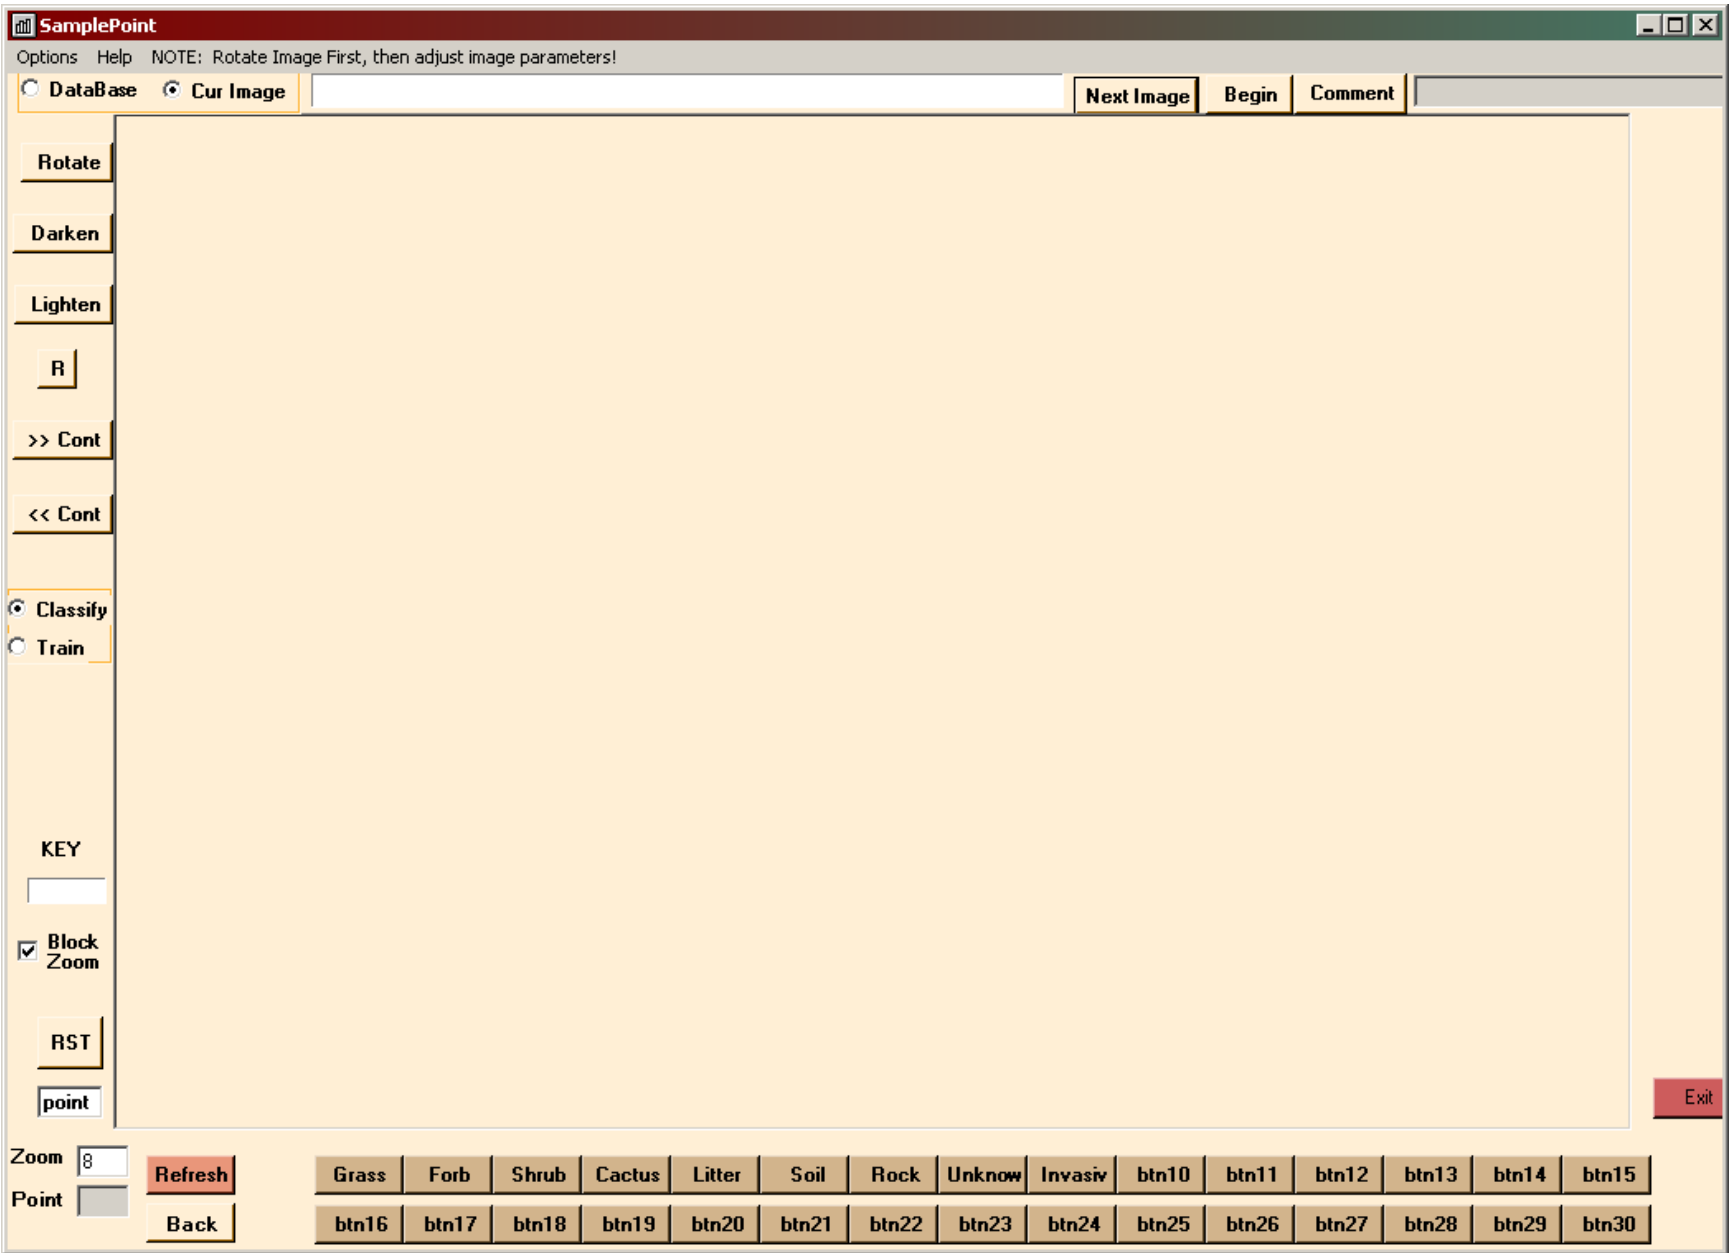 SamplePoint
Options Help NOTE: Rotate Image First, then adjust image parameters!
DataBase Cur Image Next Image Begin Comment
Rotate
Darken
Lighten
R
>> Cont
<< Cont
Classify
Train
KEY
Block
Zoom
RST
point
Exit
Zoom 8
Refresh
Grass Forb Shrub Cactus Litter Soil Rock Unknow Invasiv btn10 btn11 btn12 btn13 btn14 btn15
Point
Back
btn16 btn17 btn18 btn19 btn20 btn21 btn22 btn23 btn24 btn25 btn26 btn27 btn28 btn29 btn30